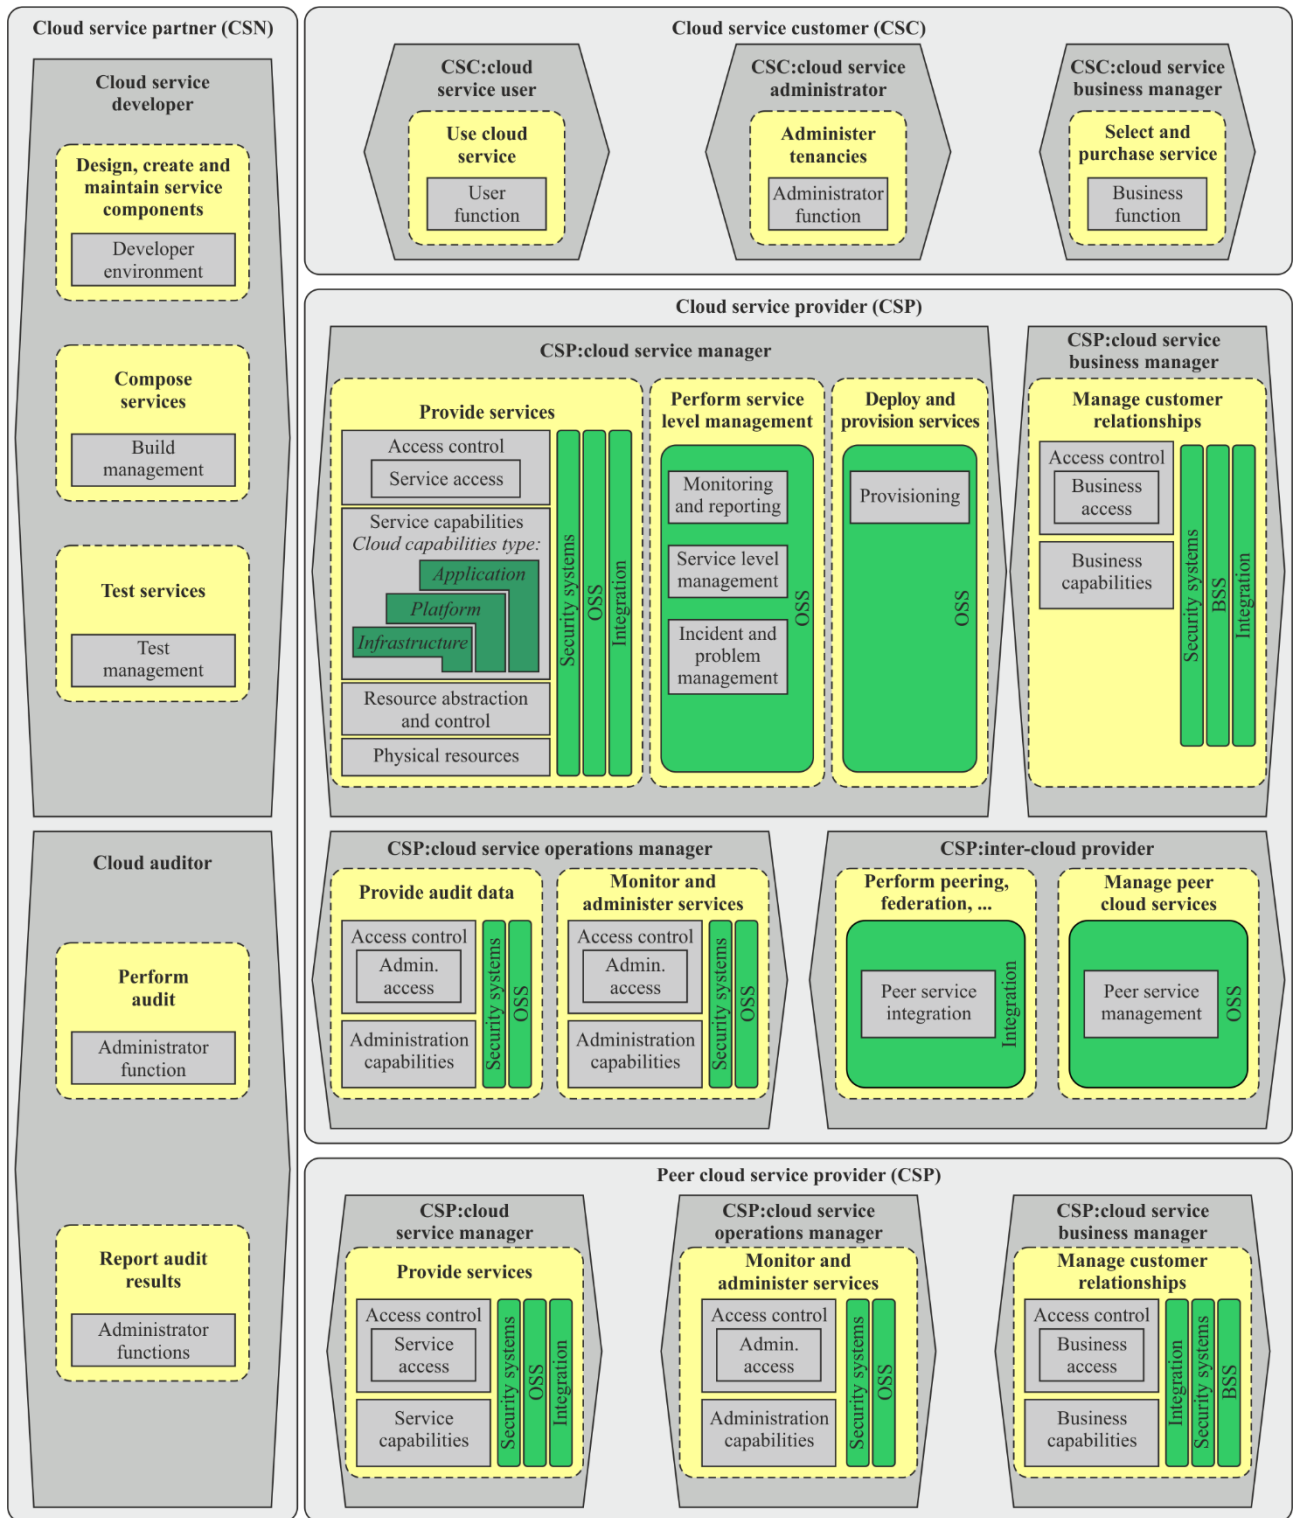 Cloud service partner (CSN)
Cloud service
developer
Design, create and
maintain service
components
Developer
environment
Compose
services
Build
management
Test services
Test
management
Cloud auditor
Perform
audit
Administrator
function
Report audit
results
Administrator
functions
Cloud service customer (CSC)
CSC:cloud
service user
Use cloud
service
User
function
CSC:cloud service
administrator
Administer
tenancies
Administrator
function
CSC:cloud service
business manager
Select and
purchase service
Business
function
Cloud service provider (CSP)
CSP:cloud service manager
Provide services
Access control
Service access
Service capabilities
Cloud capabilities type:
Application
Platform
Infrastructure
Resource abstraction
and control
Physical resources
Security systems
OSS
Integration
Perform service
level management
Monitoring
and reporting
Service level
management
Incident and
problem
management
OSS
Deploy and
provision services
Provisioning
OSS
CSP:cloud service
business manager
Manage customer
relationships
Access control
Business
access
Business
capabilities
Security systems
BSS
Integration
CSP:cloud service operations manager
Provide audit data
Access control
Admin.
access
Administration
capabilities
Security systems
OSS
Monitor and
administer services
Access control
Admin.
access
Administration
capabilities
Security systems
OSS
CSP:inter-cloud provider
Perform peering,
federation, ...
Peer service
integration
Integration
Manage peer
cloud services
Peer service
management
OSS
Peer cloud service provider (CSP)
CSP:cloud
service manager
Provide services
Access control
Service
access
Service
capabilities
Security systems
OSS
Integration
CSP:cloud service
operations manager
Monitor and
administer services
Access control
Admin.
access
Administration
capabilities
Security systems
OSS
CSP:cloud service
business manager
Manage customer
relationships
Access control
Business
access
Business
capabilities
Integration
Security systems
BSS